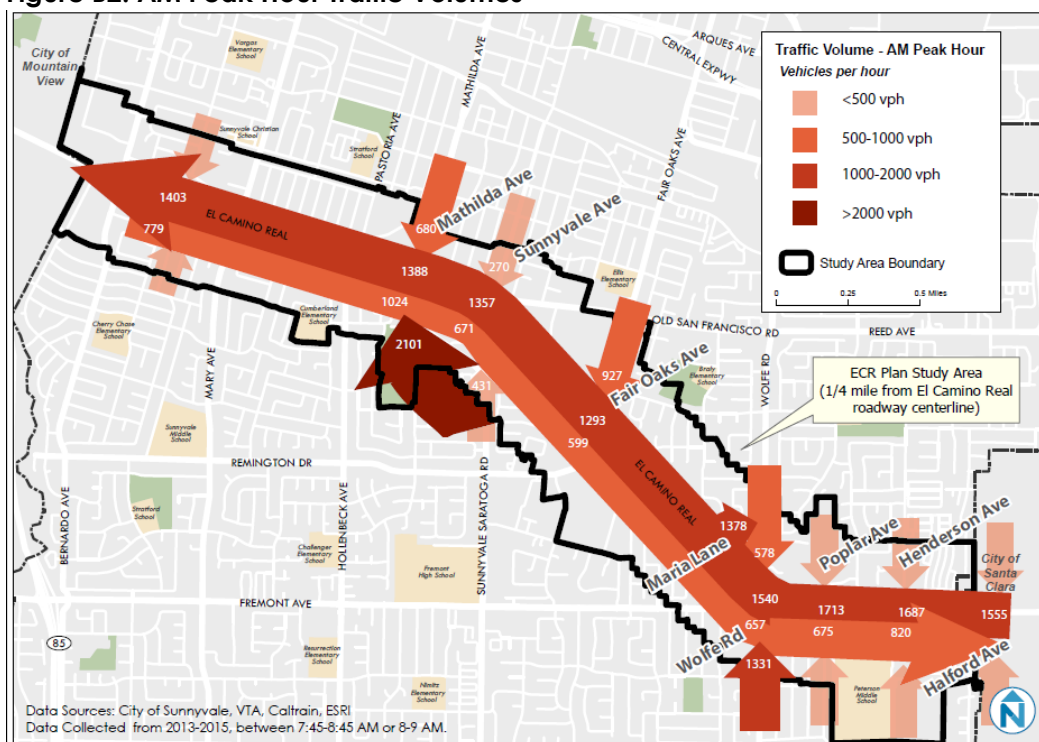 Figure B2: AM Peak Hour Traffic Volumes
City of
Mountain
View
Vargas
Elementary
School
MATHILDA AVE
ARQUES AVE
CENTRAL EXPWY
Traffic Volume - AM Peak Hour
Vehicles per hour
<500 vph
500-1000 vph
1000-2000 vph
>2000 vph
Study Area Boundary
0 0.25 0.5 Miles
Sunnyvale Christian
School
Stratford
School
PASTORIA AVE
FAIR OAKS AVE
1403
779
EL CAMINO REAL
680
Mathilda Ave
Sunnyvale Ave
270
1388
1357
1024
671
Ellis
Elementary
School
OLD SAN FRANCISCO RD
REED AVE
WOLFE RD
Cherry Chase
Elementary
School
Cumberland
Elementary
School
2101
431
927
Fair Oaks Ave
Braly
Elementary
School
ECR Plan Study Area
(1/4 mile from El Camino Real
roadway centerline)
MARY AVE
1293
599
Sunnyvale
Middle
School
REMINGTON DR
EL CAMINO REAL
BERNARDO AVE
Stratford
School
HOLLENBECK AVE
SUNNYVALE SARATOGA RD
1378
578
Maria Lane
Poplar Ave
Henderson Ave
City of
Santa
Clara
Challenger
Elementary
School
Fremont
High School
FREMONT AVE
1540
1713
1687
1555
657
675
820
Wolfe Rd
1331
Halford Ave
85
Resurrection
Elementary
School
Nimitz
Elementary
School
Peterson
Middle
School
Data Sources: City of Sunnyvale, VTA, Caltrain, ESRI
Data Collected from 2013-2015, between 7:45-8:45 AM or 8-9 AM.
N